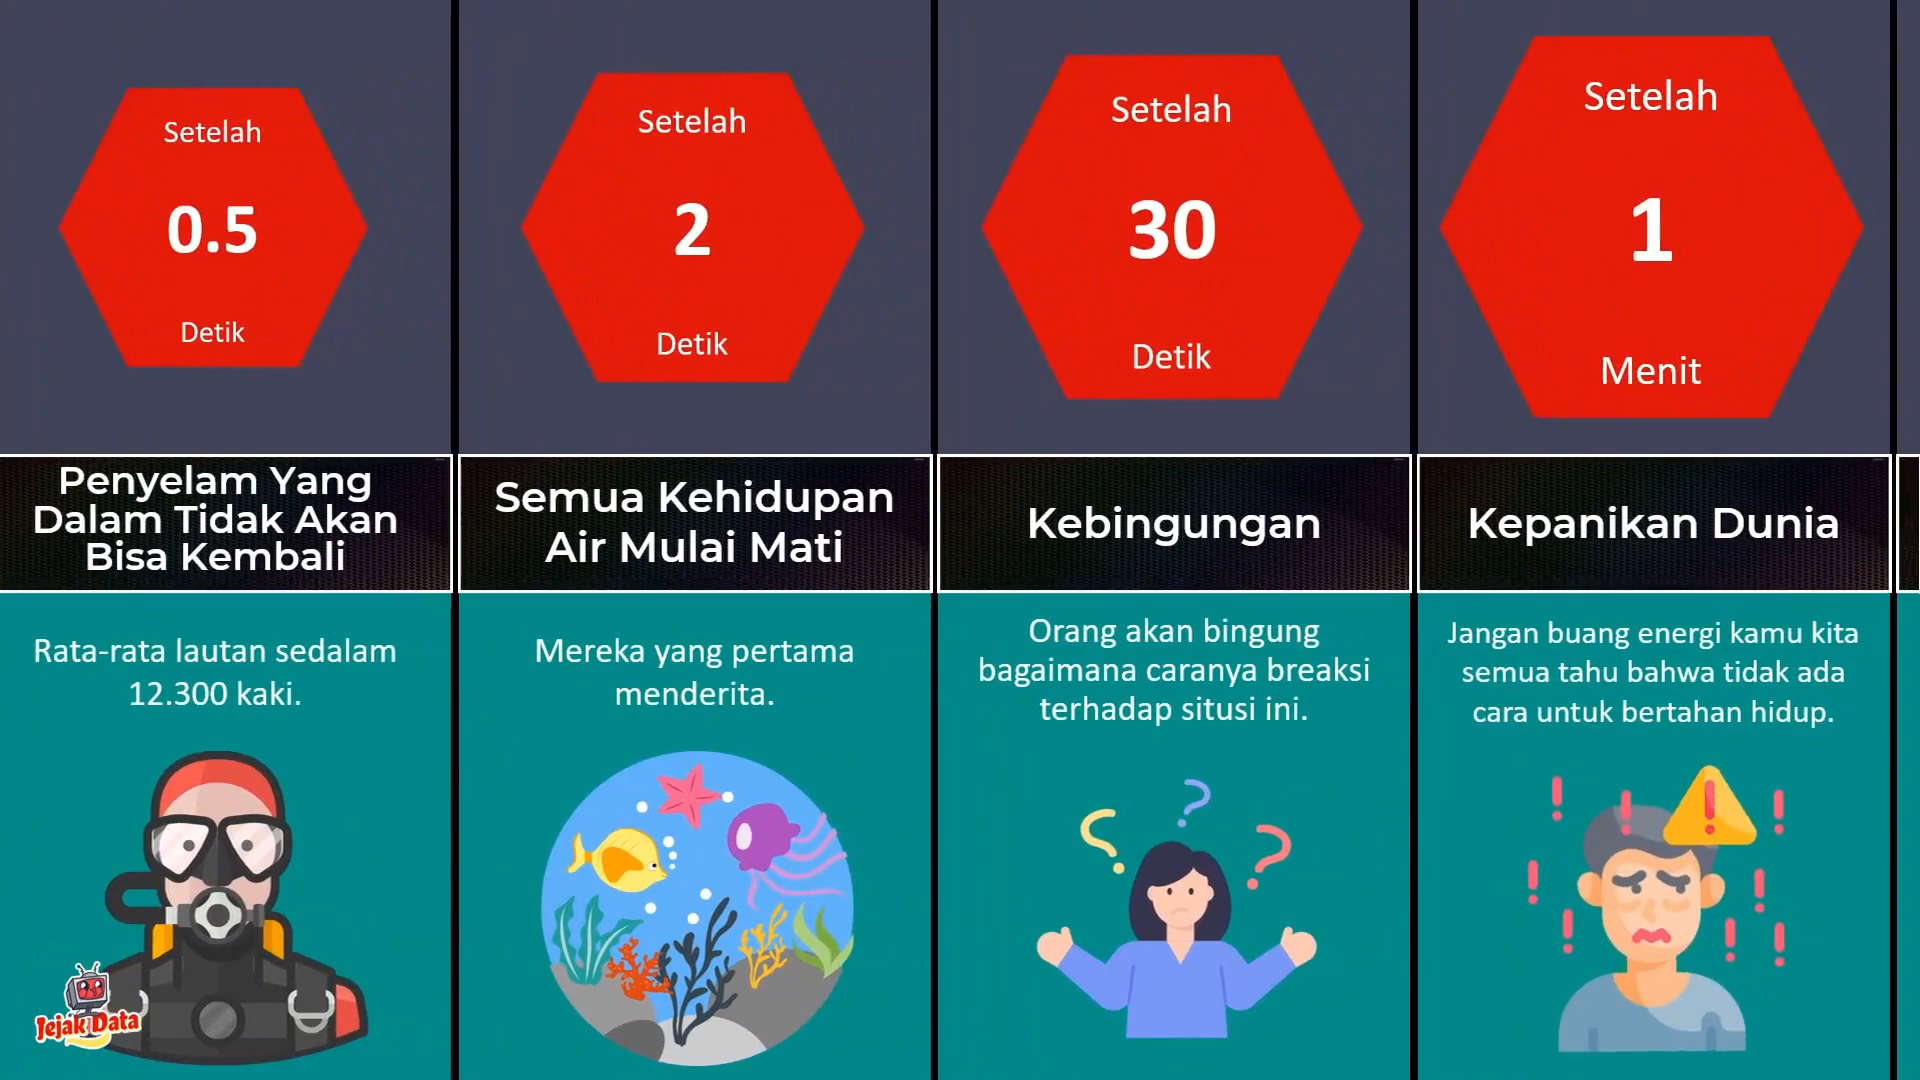 Setelah
0.5
Detik
Penyelam Yang
Dalam Tidak Akan
Bisa Kembali
Rata-rata lautan sedalam
12.300 kaki.
Jejak Data
Setelah
2
Detik
Semua Kehidupan
Air Mulai Mati
Mereka yang pertama
menderita.
Setelah
30
Detik
Kebingungan
Orang akan bingung
bagaimana caranya breaksi
terhadap situsi ini.
Setelah
1
Menit
Kepanikan Dunia
Jangan buang energi kamu kita
semua tahu bahwa tidak ada
cara untuk bertahan hidup.